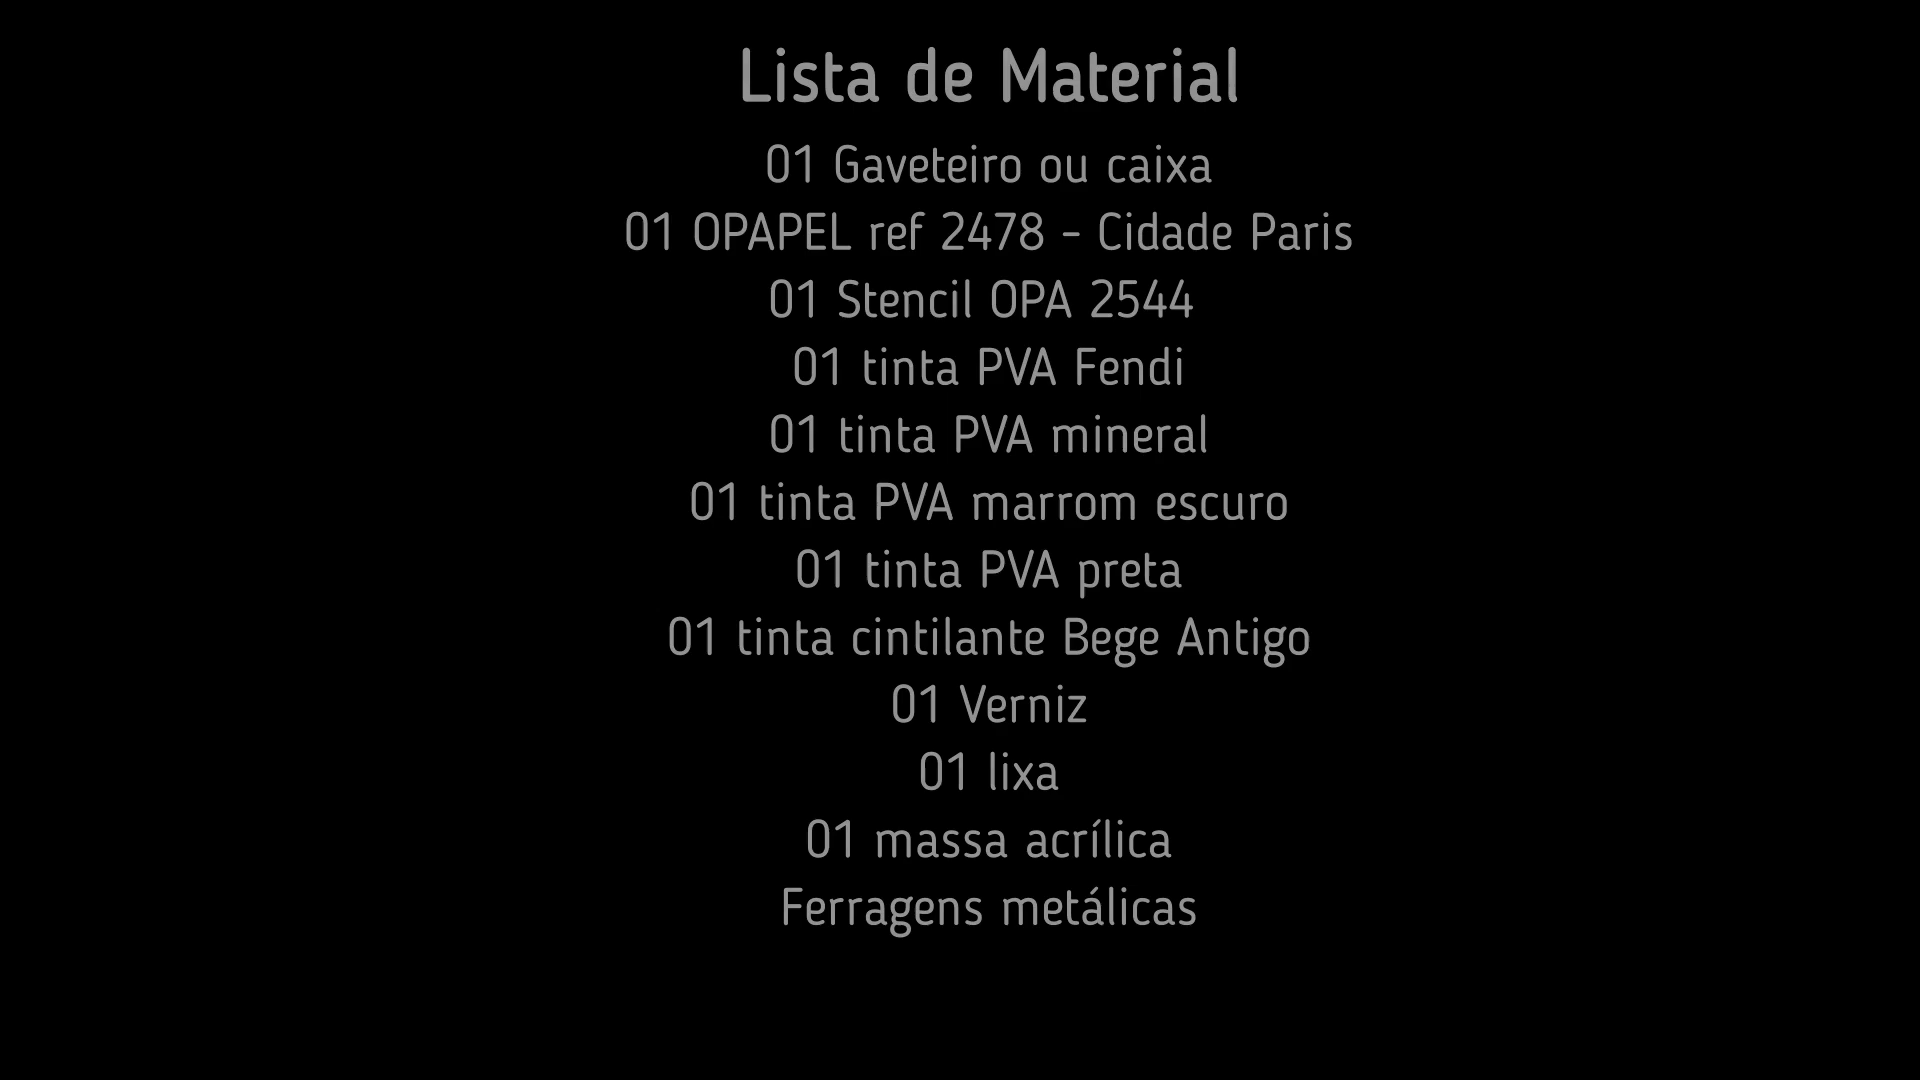 Lista de Material
01 Gaveteiro ou caixa
01 OPAPEL ref 2478 - Cidade Paris
01 Stencil OPA 2544
01 tinta PVA Fendi
01 tinta PVA mineral
01 tinta PVA marrom escuro
01 tinta PVA preta
01 tinta cintilante Bege Antigo
01 Verniz
01 lixa
01 massa acrílica
Ferragens metálicas